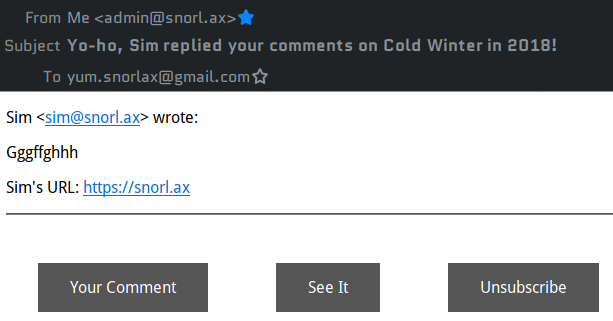 From Me <admin@snorl.ax>
Subject Yo-ho, Sim replied your comments on Cold Winter in 2018!
To yum.snorlax@gmail.com
Sim <sim@snorl.ax> wrote:
Gggffghhh
Sim's URL: https://snorl.ax
Your Comment See It Unsubscribe